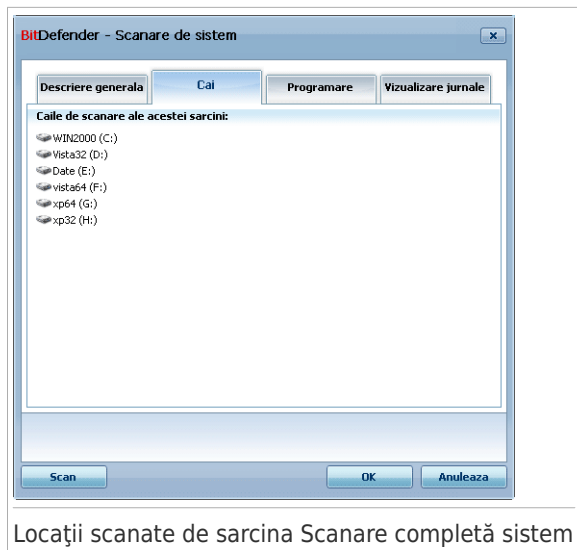 BitDefender - Scanare de sistem
Descriere generala
Cai
Programare
Vizualizare jurnale
Caile de scanare ale acestei sarcini:
WIN2000 (C:)
Vista32 (D:)
Date (E:)
vista64 (F:)
xp64 (G:)
xp32 (H:)
Scan
OK
Anuleaza
Locaţii scanate de sarcina Scanare completă sistem